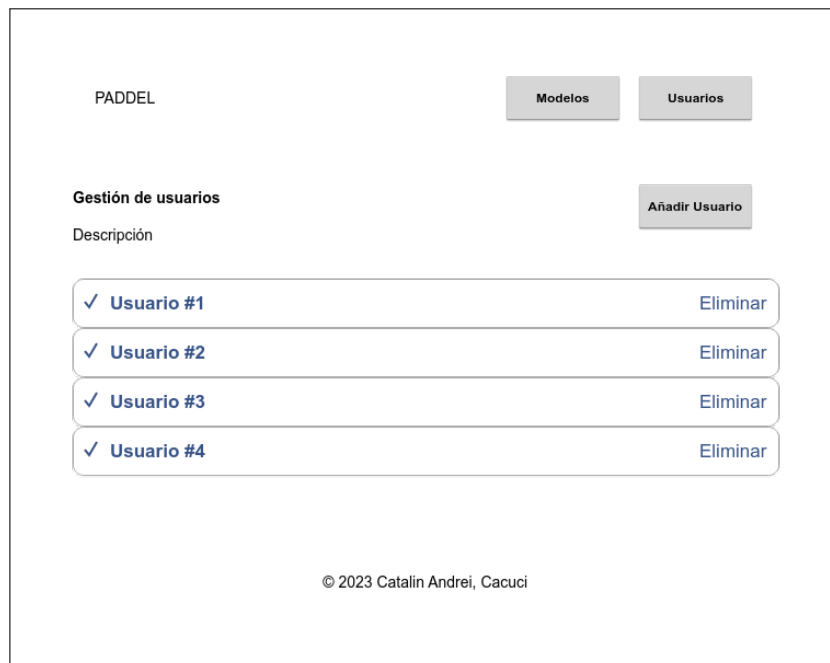 PADDEL
Modelos
Usuarios
Gestión de usuarios
Añadir Usuario
Descripción
✓ Usuario #1 Eliminar
✓ Usuario #2 Eliminar
✓ Usuario #3 Eliminar
✓ Usuario #4 Eliminar
© 2023 Catalin Andrei, Cacuci